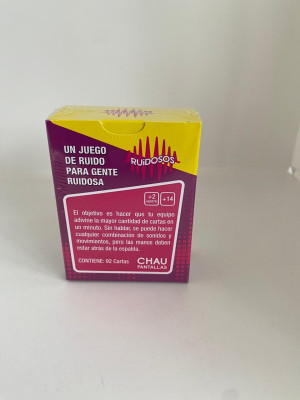 UN JUEGO
DE RUIDO
PARA GENTE
RUIDOSA
RUiDOSOS
+2
+14
El objetivo es hacer que tu equipo
adivine la mayor cantidad de cartas en
un minuto. Sin hablar, se puede hacer
cualquier combinación de sonidos y
movimientos, pero las manos deben
estar atrás de la espalda.
CONTIENE: 92 Cartas
CHAU
PANTALLAS